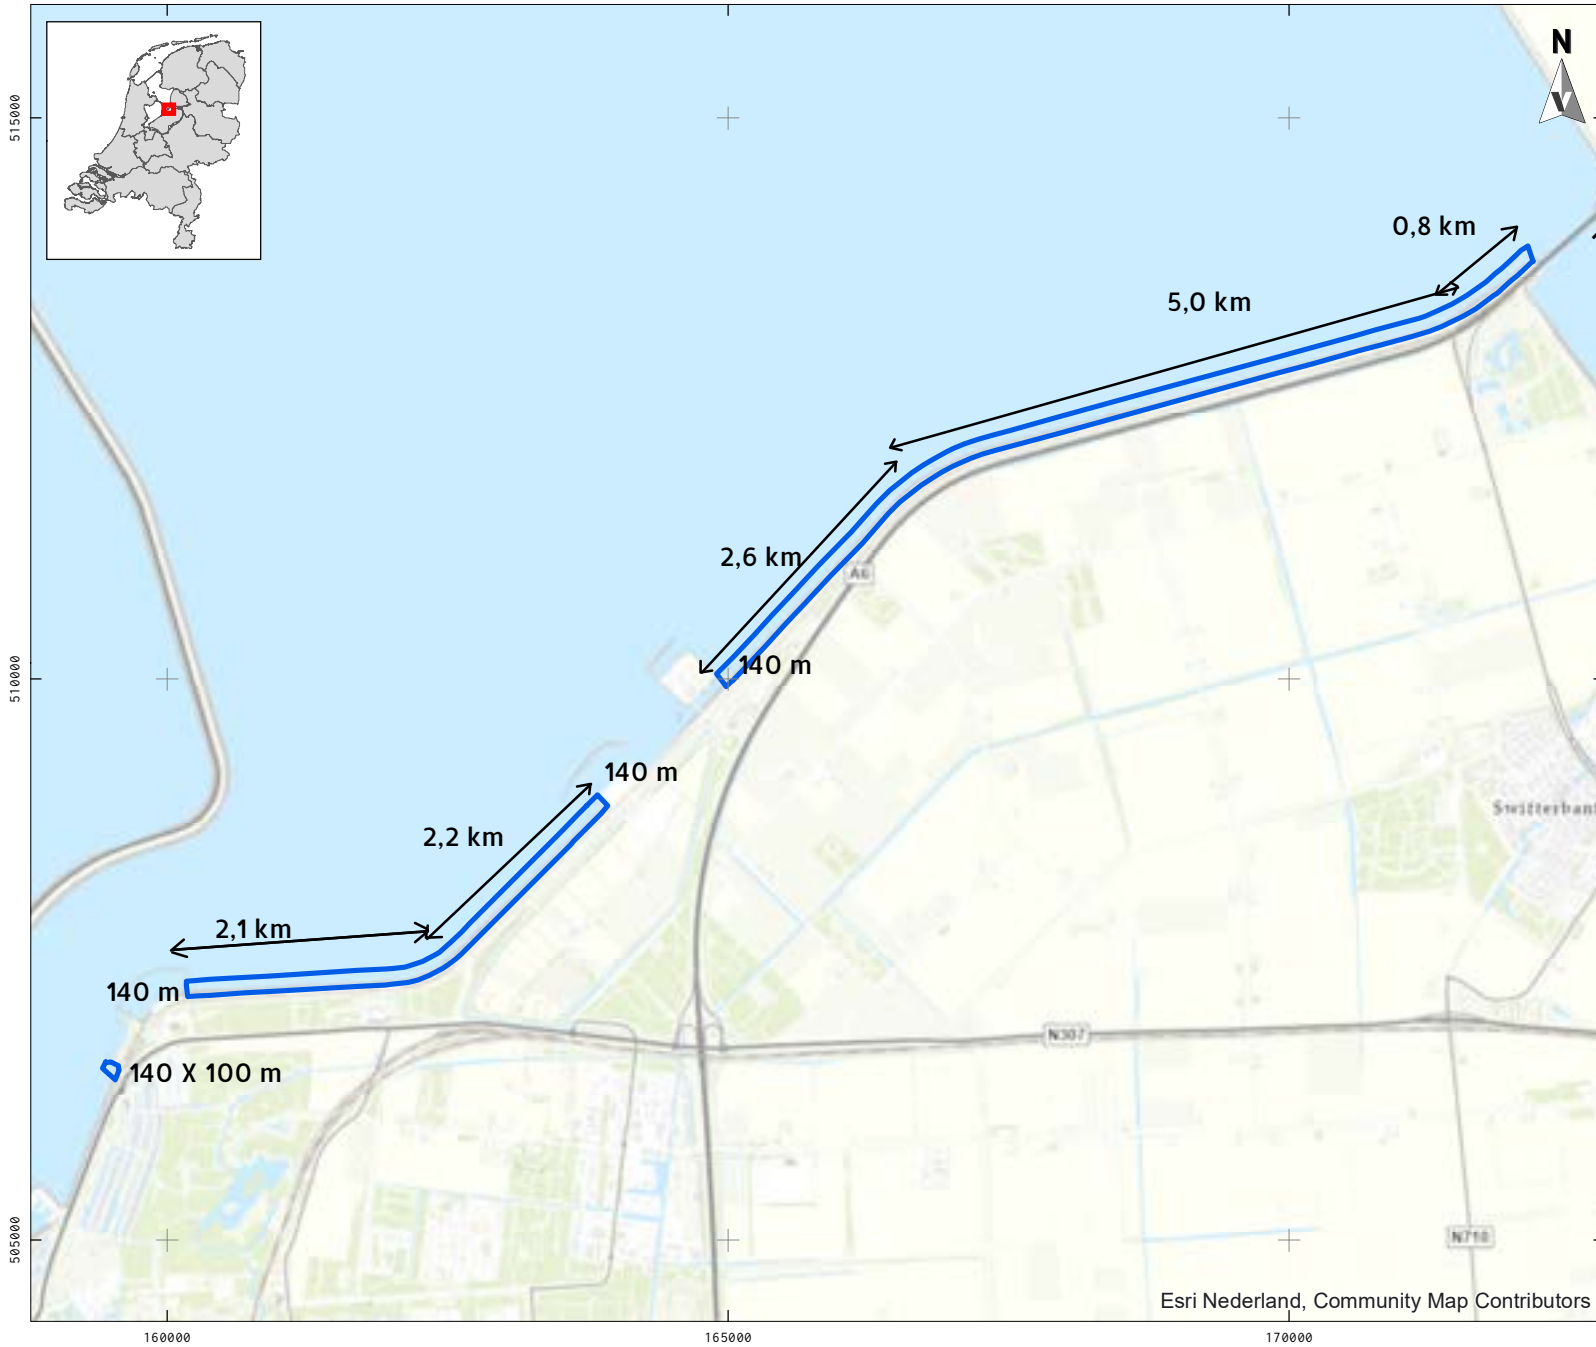 N
515000
0,8 km
5,0 km
2,6 km
A6
510000
140 m
140 m
2,2 km
2,1 km
140 m
N307
140 X 100 m
505000
N710
Esri Nederland, Community Map Contributors
160000
165000
170000